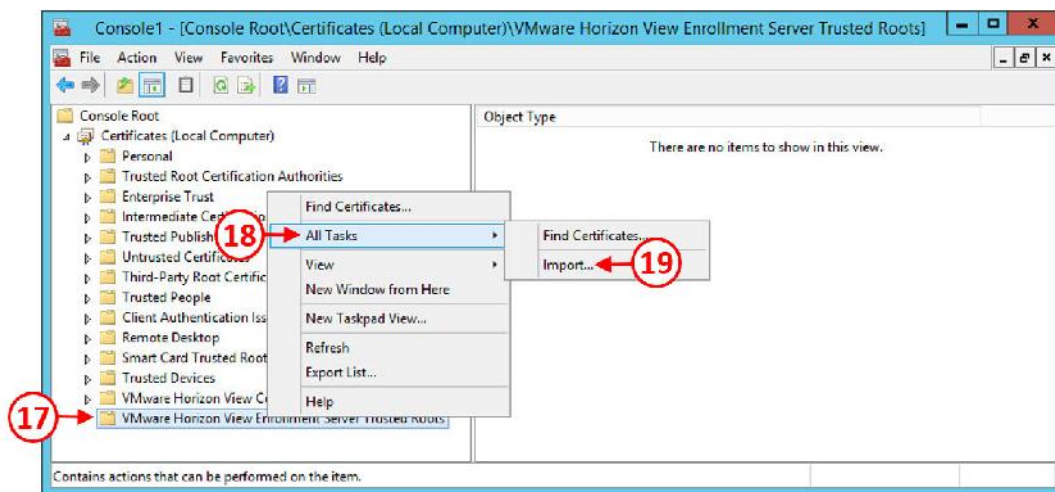 Console1 - [Console Root\Certificates (Local Computer)\VMware Horizon View Enrollment Server Trusted Roots]
File Action View Favorites Window Help
Console Root
Certificates (Local Computer)
Personal
Trusted Root Certification Authorities
Enterprise Trust
Intermediate
Trusted Publish
Untrusted
Third-Party Root Certific
Trusted People
Client Authentication Iss
Remote Desktop
Smart Card Trusted Root
Trusted Devices
VMware Horizon View C
VMware Horizon View Enrollment Server Trusted Roots
Object Type
There are no items to show in this view.
Find Certificates...
All Tasks
View
New Window from Here
New Taskpad View...
Refresh
Export List...
Help
Find Certificates...
Import...
17
18
19
Contains actions that can be performed on the item.